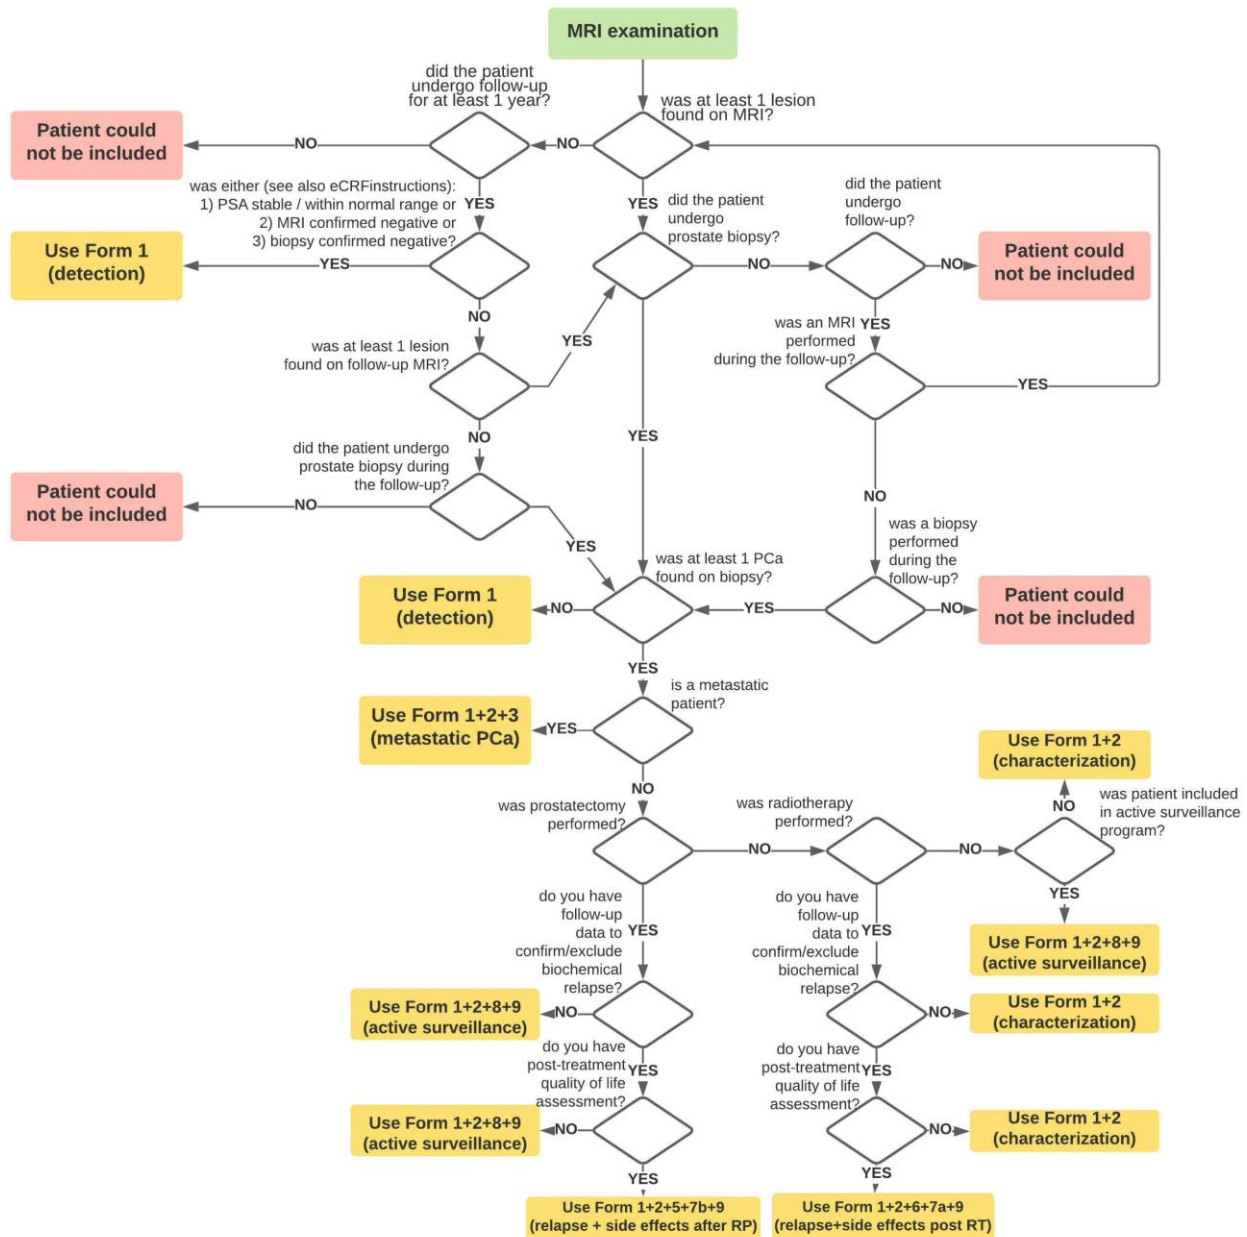 MRI examination
did the patient
undergo follow-up
for at least 1 year?
was at least 1 lesion
found on MRI?
Patient could
not be included
NO
NO
was either (see also eCRFinstructions):
1) PSA stable / within normal range or
2) MRI confirmed negative or
3) biopsy confirmed negative?
YES
YES
did the patient
undergo
prostate biopsy?
did the patient
undergo
follow-up?
Use Form 1
(detection)
YES
NO
NO
Patient could
not be included
NO
was at least 1 lesion
found on follow-up MRI?
YES
was an MRI
performed
during the follow-up?
YES
YES
NO
YES
did the patient undergo
prostate biopsy during
the follow-up?
Patient could
not be included
NO
NO
YES
was at least 1 PCa
found on biopsy?
was a biopsy
performed
during the
follow-up?
Use Form 1
(detection)
NO
YES
NO
Patient could
not be included
YES
is a metastatic
patient?
Use Form 1+2+3
(metastatic PCa)
YES
Use Form 1+2
(characterization)
NO
was prostatectomy
performed?
was radiotherapy
performed?
NO
was patient included
in active surveillance
program?
NO
NO
YES
do you have
follow-up
data to
confirm/exclude
biochemical
relapse?
YES
do you have
follow-up
data to
confirm/exclude
biochemical
relapse?
YES
Use Form 1+2+8+9
(active surveillance)
Use Form 1+2+8+9
(active surveillance)
NO
NO
Use Form 1+2
(characterization)
do you have
post-treatment
quality of life
assessment?
YES
do you have
post-treatment
quality of life
assessment?
YES
Use Form 1+2+8+9
(active surveillance)
NO
NO
Use Form 1+2
(characterization)
YES
YES
Use Form 1+2+5+7b+9
(relapse + side effects after RP)
Use Form 1+2+6+7a+9
(relapse+side effects post RT)